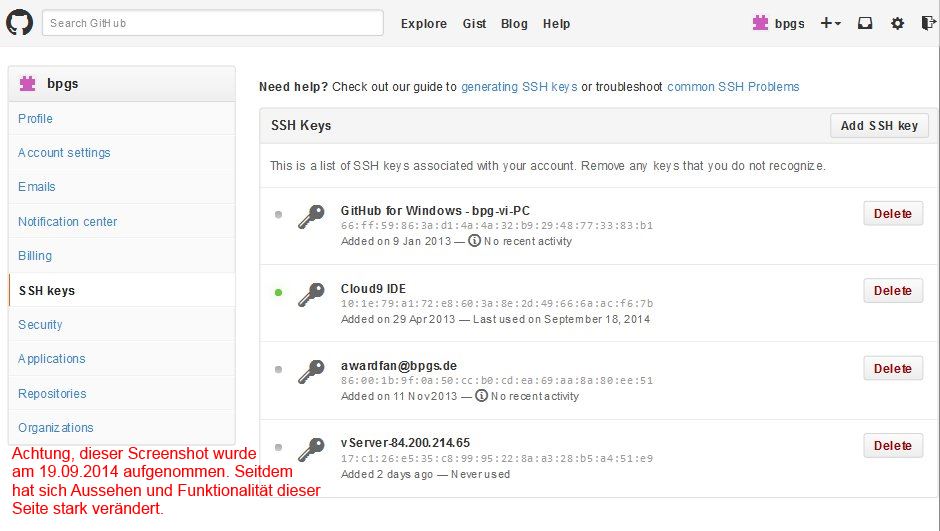 Search GitHub
Explore Gist Blog Help
bpgs
bpgs
Profile
Account settings
Emails
Notification center
Billing
SSH keys
Security
Applications
Repositories
Organizations
Need help? Check out our guide to generating SSH keys or troubleshoot common SSH Problems
SSH Keys
Add SSH key
This is a list of SSH keys associated with your account. Remove any keys that you do not recognize.
GitHub for Windows - bpg-vi-PC
66:ff:59:86:3a:d1:4a:4a:32:b9:29:48:77:33:83:b1
Added on 9 Jan 2013 — No recent activity
Delete
Cloud9 IDE
10:1e:79:a1:72:e8:60:3a:8e:2d:49:66:6a:ac:f6:7b
Added on 29 Apr 2013 — Last used on September 18, 2014
Delete
awardfan@bpgs.de
86:00:1b:9f:0a:50:cc:b0:cd:ea:69:aa:8a:80:ee:51
Added on 11 Nov 2013 — No recent activity
Delete
vServer-84.200.214.65
17:c1:26:e5:35:c8:99:95:22:8a:a3:28:b5:a4:51:e9
Added 2 days ago — Never used
Delete
Achtung, dieser Screenshot wurde
am 19.09.2014 aufgenommen. Seitdem
hat sich Aussehen und Funktionalität dieser
Seite stark verändert.